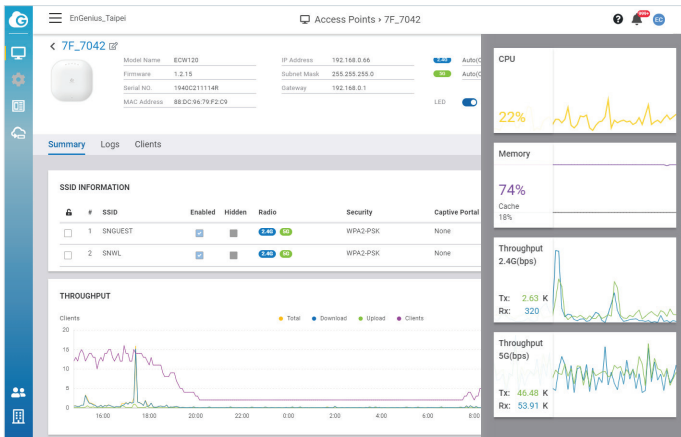 EnGenius_Taipei
Access Points › 7F_7042
99+
EC
7F_7042
Model Name ECW120
Firmware 1.2.15
Serial NO. 1940C211114R
MAC Address 88:DC:96:79:F2:C9
IP Address 192.168.0.66
Subnet Mask 255.255.255.0
Gateway 192.168.0.1
2.4G Auto(C
5G Auto(C
LED
Summary Logs Clients
SSID INFORMATION
# SSID Enabled Hidden Radio Security Captive Portal
1 SNGUEST 2.4G 5G WPA2-PSK None
2 SNWL 2.4G 5G WPA2-PSK None
THROUGHPUT
Clients
Total Download Upload Clients
20
15
10
5
0
16:00 18:00 20:00 22:00 0:00 2:00 4:00 6:00 8:00
CPU
22%
Memory
74%
Cache
18%
Throughput
2.4G(bps)
Tx: 2.63 K
Rx: 320
Throughput
5G(bps)
Tx: 46.48 K
Rx: 53.91 K